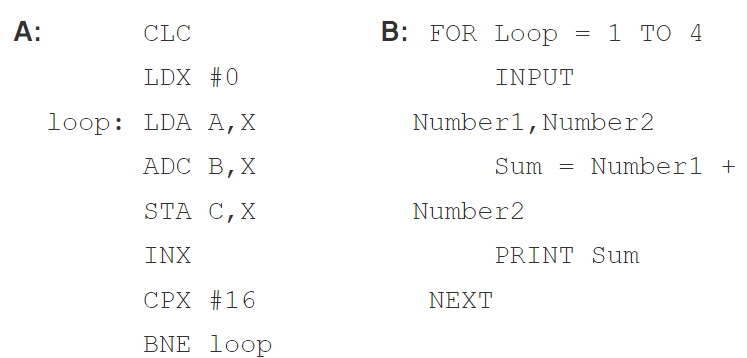 A: CLC
LDX #0
loop: LDA A,X
ADC B,X
STA C,X
INX
CPX #16
BNE loop
B: FOR Loop = 1 TO 4
INPUT
Number1,Number2
Sum = Number1 +
Number2
PRINT Sum
NEXT